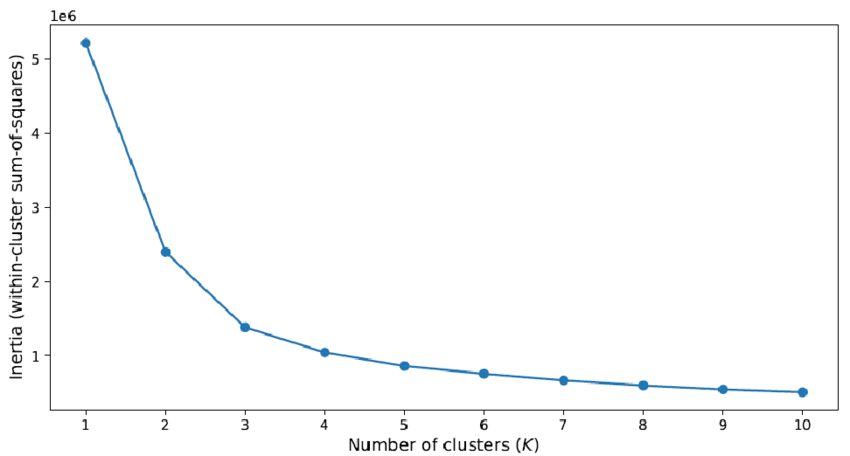 1e6
5
4
3
2
1
Inertia (within-cluster sum-of-squares)
1 2 3 4 5 6 7 8 9 10
Number of clusters (K)